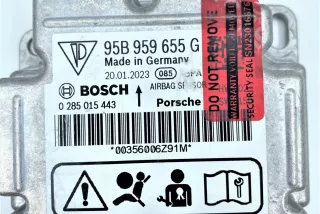 95B 959 655 G
Made in Germany
20.01.2023 085
BOSCH AIRBAG SENSOR
0 285 015 443 Porsche
*00356006Z91M*
DO NOT REMOVE
WARRANTY VOID IF REMOVED
SECURITY SEAL